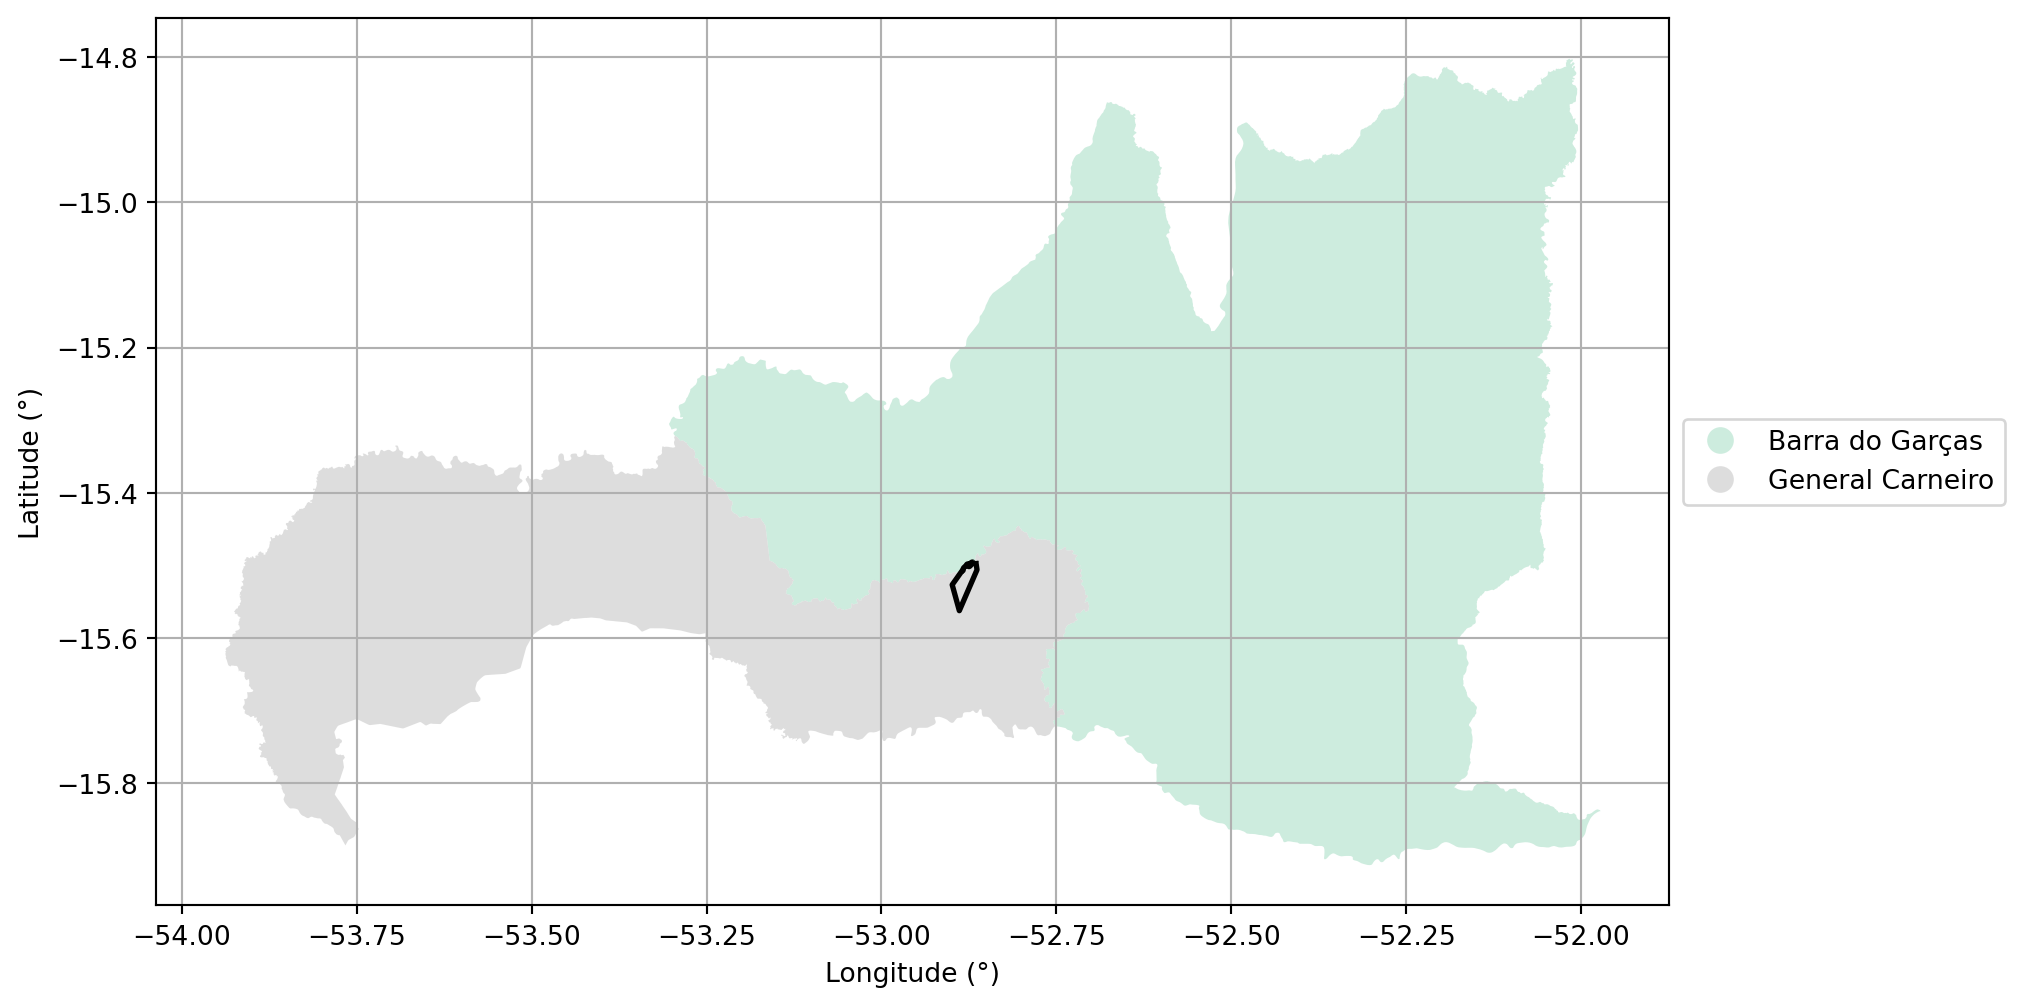 −14.8
−15.0
−15.2
−15.4
−15.6
−15.8
Latitude (°)
−54.00 −53.75 −53.50 −53.25 −53.00 −52.75 −52.50 −52.25 −52.00
Longitude (°)
Barra do Garças
General Carneiro